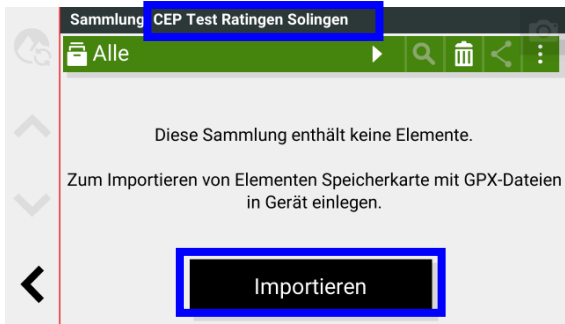 Sammlung CEP Test Ratingen Solingen
Alle
Diese Sammlung enthält keine Elemente.
Zum Importieren von Elementen Speicherkarte mit GPX-Dateien
in Gerät einlegen.
Importieren